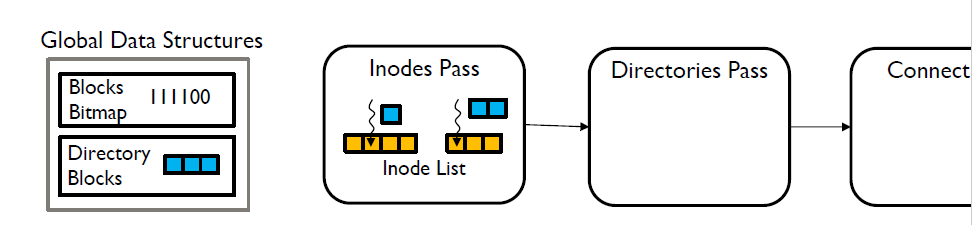 Global Data Structures
Blocks
Bitmap
111100
Directory
Blocks
Inodes Pass
Inode List
Directories Pass
Connect